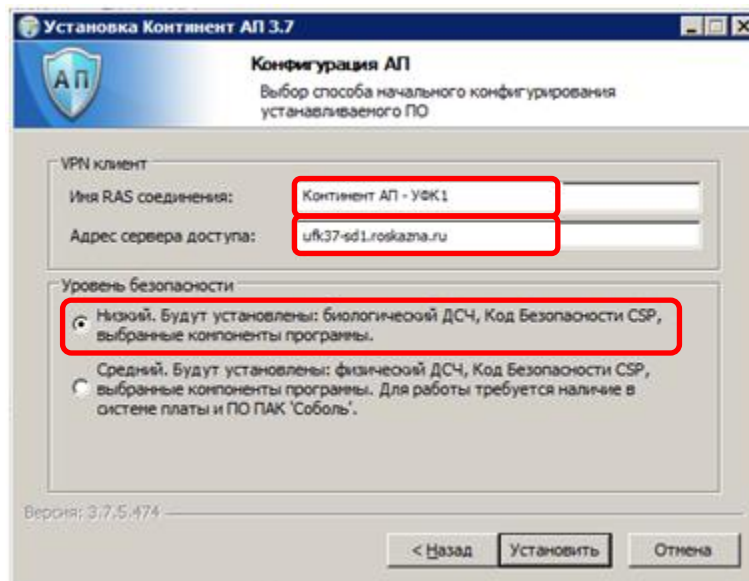 Установка Континент АП 3.7
АП
Конфигурация АП
Выбор способа начального конфигурирования
устанавливаеного ПО
VPN клиент
Имя RAS соединения:
Континент АП - УФК1
Адрес сервера доступа:
ufk37-sd1.roskazna.ru
Уровень безопасности
Низкий. Будут установлены: биологический ДСЧ, Код Безопасности CSP,
выбранные компоненты программы.
Средний. Будут установлены: физический ДСЧ, Код Безопасности CSP,
выбранные компоненты программы. Для работы требуется наличие в
системе платы и ПО ПАК 'Соболь'.
Версия: 3.7.5.474
< Назад
Установить
Отмена